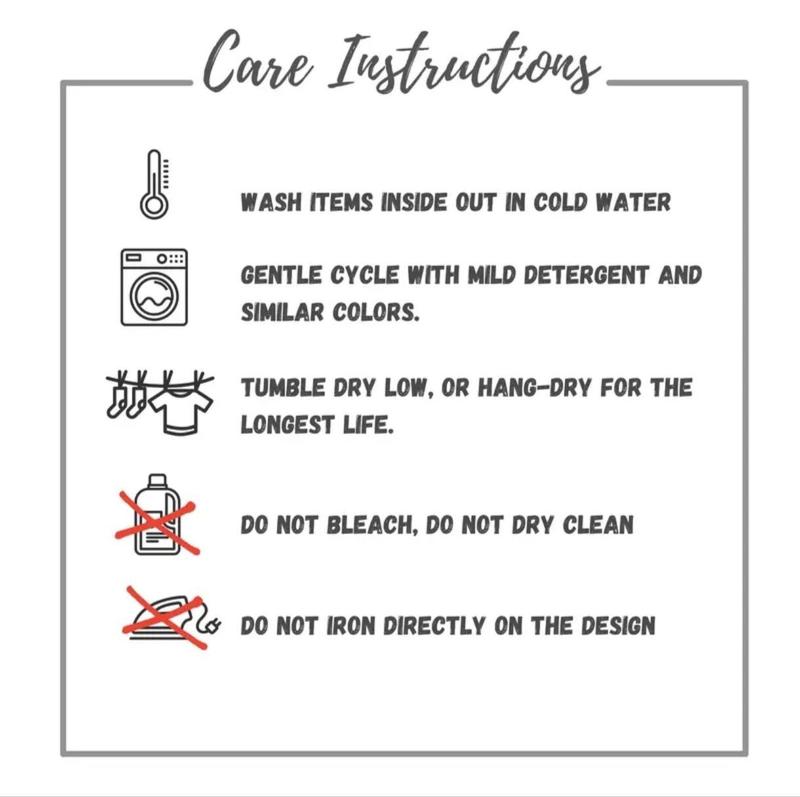 Care Instructions
WASH ITEMS INSIDE OUT IN COLD WATER
GENTLE CYCLE WITH MILD DETERGENT AND
SIMILAR COLORS.
TUMBLE DRY LOW, OR HANG-DRY FOR THE
LONGEST LIFE.
DO NOT BLEACH, DO NOT DRY CLEAN
DO NOT IRON DIRECTLY ON THE DESIGN